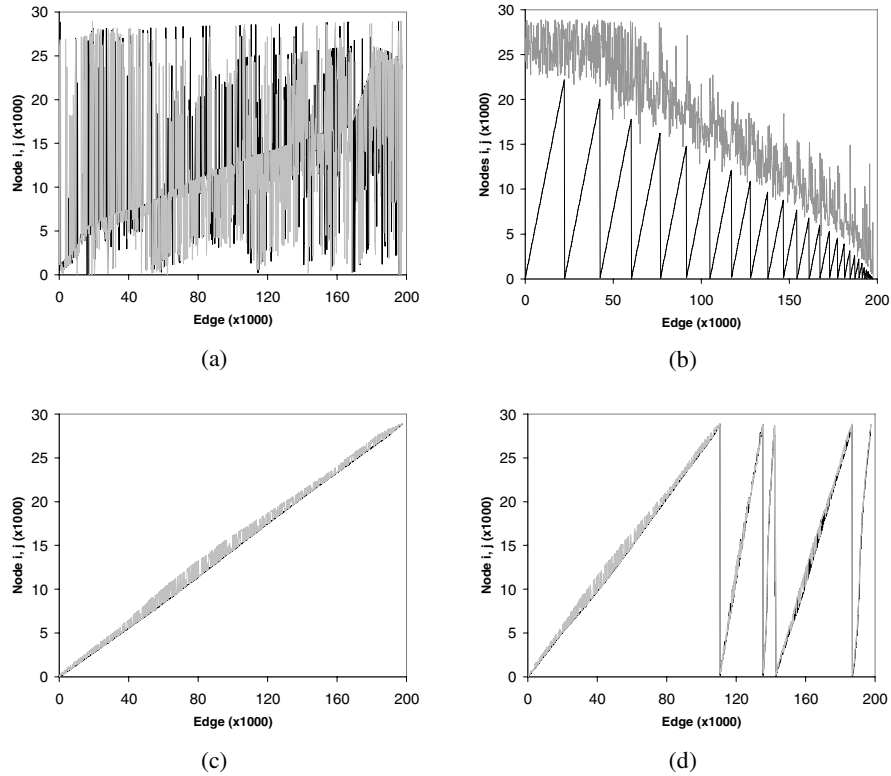 30
25
20
15
10
5
0
Node i, j (x1000)
0 40 80 120 160 200
Edge (x1000)
(a)
30
25
20
15
10
5
0
Nodes i, j (x1000)
0 50 100 150 200
Edge (x1000)
(b)
30
25
20
15
10
5
0
Node i, j (x1000)
0 40 80 120 160 200
Edge (x1000)
(c)
30
25
20
15
10
5
0
Node i, j (x1000)
0 40 80 120 160 200
Edge (x1000)
(d)